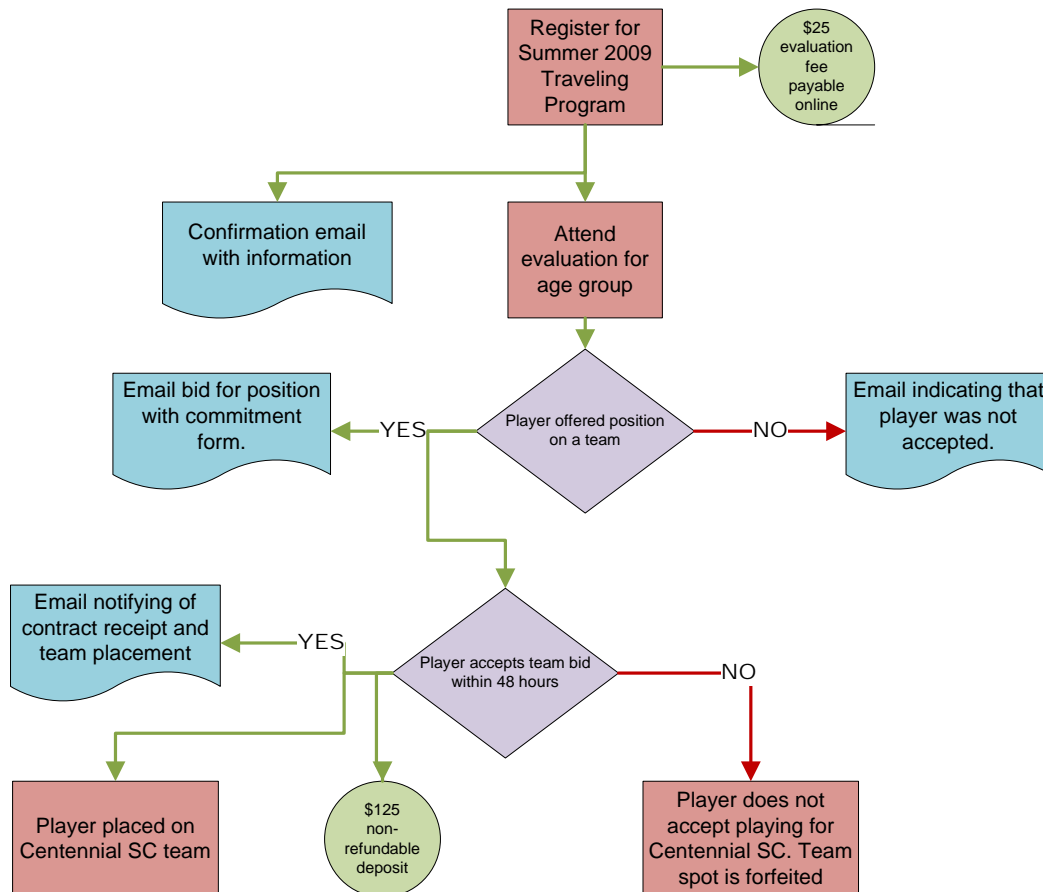 Register for
Summer 2009
Traveling
Program
$25
evaluation
fee
payable
online
Confirmation email
with information
Attend
evaluation for
age group
Email bid for position
with commitment
form.
YES
Player offered position
on a team
NO
Email indicating that
player was not
accepted.
Email notifying of
contract receipt and
team placement
YES
Player accepts team bid
within 48 hours
NO
Player placed on
Centennial SC team
$125
non-
refundable
deposit
Player does not
accept playing for
Centennial SC. Team
spot is forfeited